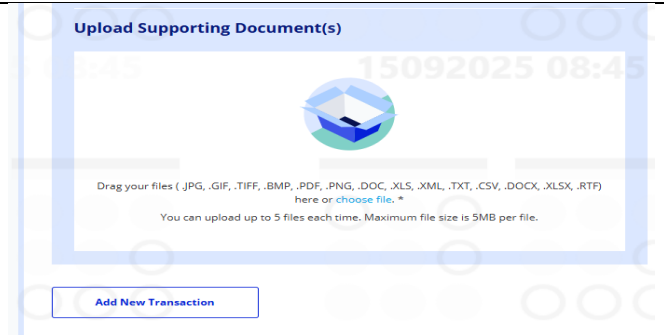 Upload Supporting Document(s)
15092025 08:45
Drag your files ( .JPG, .GIF, .TIFF, .BMP, .PDF, .PNG, .DOC, .XLS, .XML, .TXT, .CSV, .DOCX, .XLSX, .RTF)
here or choose file. *
You can upload up to 5 files each time. Maximum file size is 5MB per file.
Add New Transaction